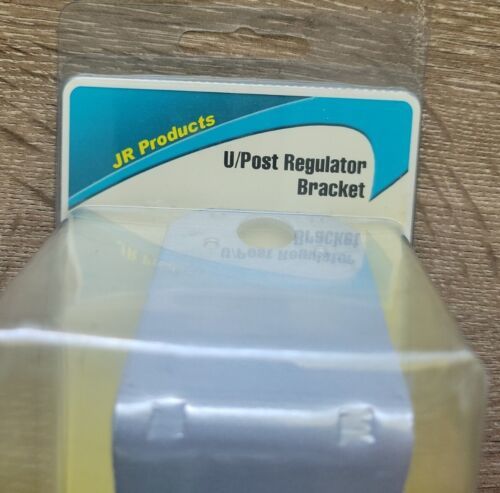 JR Products
U/Post Regulator
Bracket